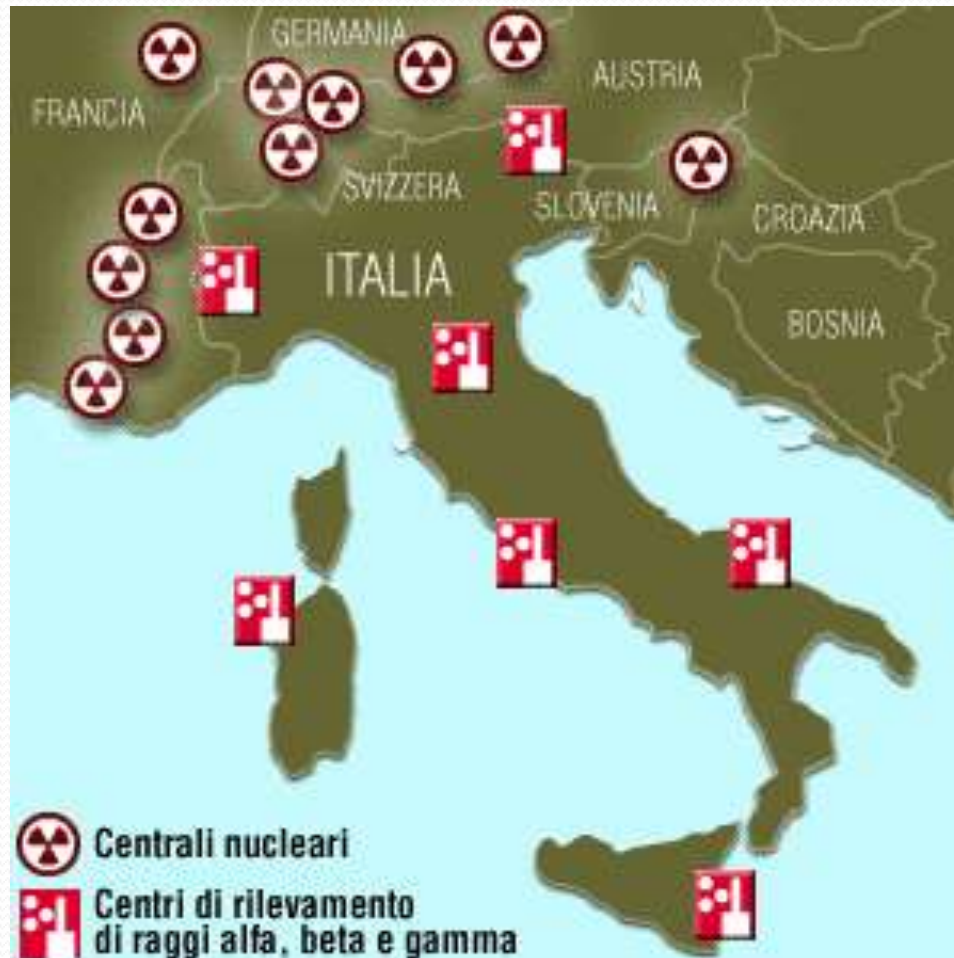 GERMANIA
AUSTRIA
FRANCIA
SVIZZERA
SLOVENIA
CROAZIA
ITALIA
BOSNIA
Centrali nucleari
Centri di rilevamento
di raggi alfa, beta e gamma